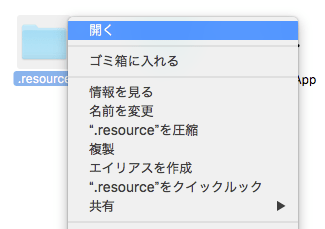 開く
ゴミ箱に入れる
.resource
App
情報を見る
名前を変更
“.resource”を圧縮
複製
エイリアスを作成
“.resource”をクイックルック
共有